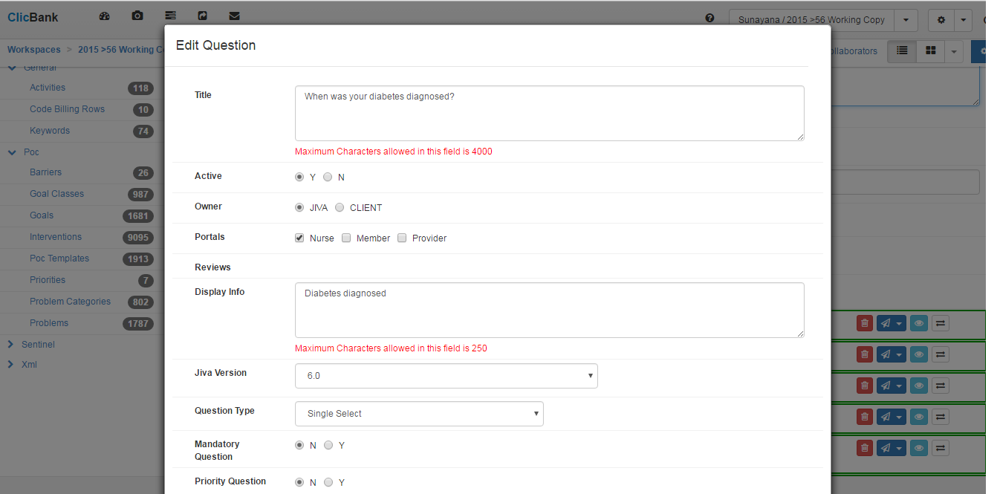 ClicBank
Sunayana / 2015 >56 Working Copy
Workspaces > 2015 >56 Working C
ollaborators
General
Activities 118
Code Billing Rows 10
Keywords 74
Poc
Barriers 26
Goal Classes 987
Goals 1681
Interventions 9095
Poc Templates 1913
Priorities 7
Problem Categories 802
Problems 1787
Sentinel
Xml
Edit Question
Title
When was your diabetes diagnosed?
Maximum Characters allowed in this field is 4000
Active
Y N
Owner
JIVA CLIENT
Portals
Nurse Member Provider
Reviews
Display Info
Diabetes diagnosed
Maximum Characters allowed in this field is 250
Jiva Version
6.0
Question Type
Single Select
Mandatory
Question
N Y
Priority Question
N Y